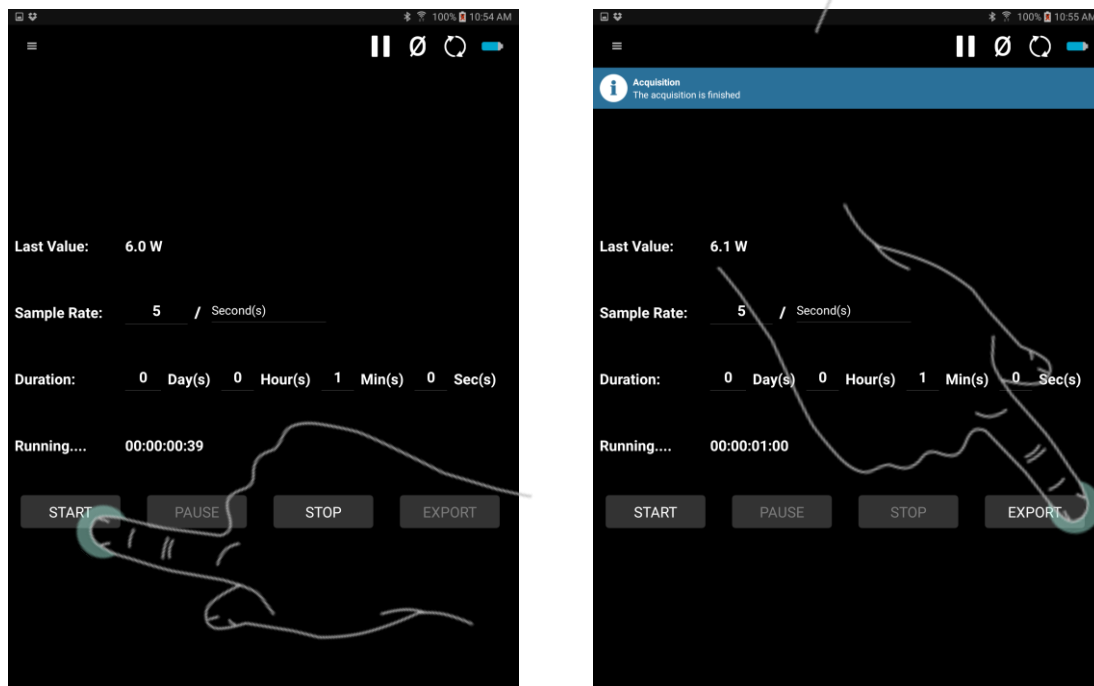 100% 10:54 AM
Last Value: 6.0 W
Sample Rate: 5 / Second(s)
Duration: 0 Day(s) 0 Hour(s) 1 Min(s) 0 Sec(s)
Running.... 00:00:00:39
START PAUSE STOP EXPORT
100% 10:55 AM
Acquisition
The acquisition is finished
Last Value: 6.1 W
Sample Rate: 5 / Second(s)
Duration: 0 Day(s) 0 Hour(s) 1 Min(s) 0 Sec(s)
Running.... 00:00:01:00
START PAUSE STOP EXPORT